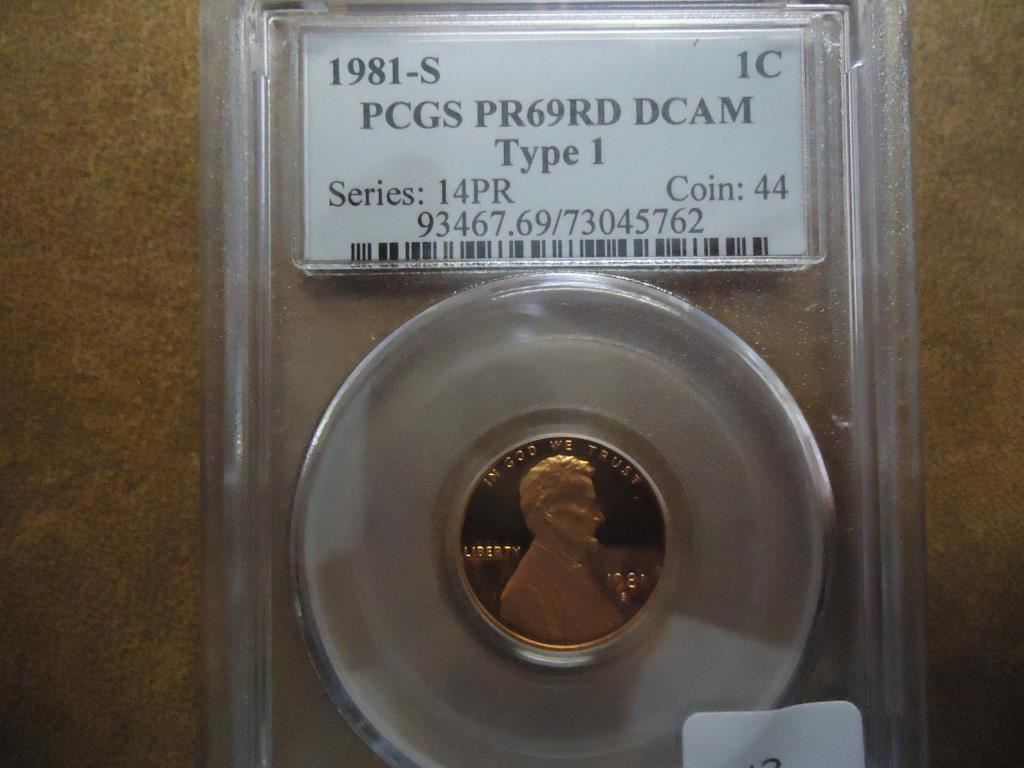 1981-S 1C
PCGS PR69RD DCAM
Type 1
Series: 14PR Coin: 44
93467.69/73045762
IN GOD WE TRUST
LIBERTY
1981
S